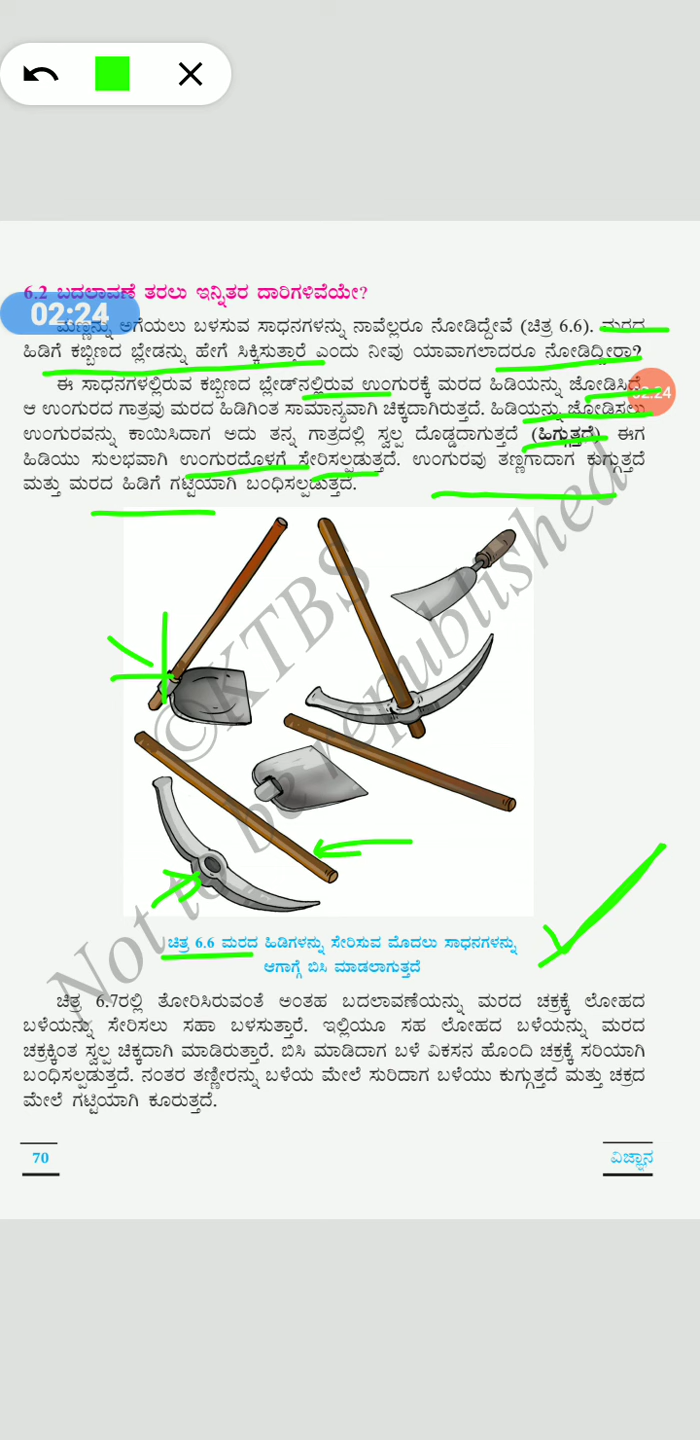 6.2 ಬದಲಾವಣೆ ತರಲು ಇನ್ನಿತರ ದಾರಿಗಳಿವೆಯೇ?
02:24
ಮಣ್ಣನ್ನು ಅಗೆಯಲು ಬಳಸುವ ಸಾಧನಗಳನ್ನು ನಾವೆಲ್ಲರೂ ನೋಡಿದ್ದೇವೆ (ಚಿತ್ರ 6.6). ಮರದ
ಹಿಡಿಗೆ ಕಬ್ಬಿಣದ ಬ್ಲೇಡನ್ನು ಹೇಗೆ ಸಿಕ್ಕಿಸುತ್ತಾರೆ ಎಂದು ನೀವು ಯಾವಾಗಲಾದರೂ ನೋಡಿದ್ದೀರಾ?
ಈ ಸಾಧನಗಳಲ್ಲಿರುವ ಕಬ್ಬಿಣದ ಬ್ಲೇಡ್‌ನಲ್ಲಿರುವ ಉಂಗುರಕ್ಕೆ ಮರದ ಹಿಡಿಯನ್ನು ಜೋಡಿಸಿದೆ
02:24
ಆ ಉಂಗುರದ ಗಾತ್ರವು ಮರದ ಹಿಡಿಗಿಂತ ಸಾಮಾನ್ಯವಾಗಿ ಚಿಕ್ಕದಾಗಿರುತ್ತದೆ. ಹಿಡಿಯನ್ನು ಜೋಡಿಸಲು
ಉಂಗುರವನ್ನು ಕಾಯಿಸಿದಾಗ ಅದು ತನ್ನ ಗಾತ್ರದಲ್ಲಿ ಸ್ವಲ್ಪ ದೊಡ್ಡದಾಗುತ್ತದೆ (ಹಿಗ್ಗುತ್ತದೆ). ಈಗ
ಹಿಡಿಯು ಸುಲಭವಾಗಿ ಉಂಗುರದೊಳಗೆ ಸೇರಿಸಲ್ಪಡುತ್ತದೆ. ಉಂಗುರವು ತಣ್ಣಗಾದಾಗ ಕುಗ್ಗುತ್ತದೆ
ಮತ್ತು ಮರದ ಹಿಡಿಗೆ ಗಟ್ಟಿಯಾಗಿ ಬಂಧಿಸಲ್ಪಡುತ್ತದೆ.
©KTBS
Not to be republished
ಚಿತ್ರ 6.6 ಮರದ ಹಿಡಿಗಳನ್ನು ಸೇರಿಸುವ ಮೊದಲು ಸಾಧನಗಳನ್ನು
ಆಗಾಗ್ಗೆ ಬಿಸಿ ಮಾಡಲಾಗುತ್ತದೆ
ಚಿತ್ರ 6.7ರಲ್ಲಿ ತೋರಿಸಿರುವಂತೆ ಅಂತಹ ಬದಲಾವಣೆಯನ್ನು ಮರದ ಚಕ್ರಕ್ಕೆ ಲೋಹದ
ಬಳೆಯನ್ನು ಸೇರಿಸಲು ಸಹಾ ಬಳಸುತ್ತಾರೆ. ಇಲ್ಲಿಯೂ ಸಹ ಲೋಹದ ಬಳೆಯನ್ನು ಮರದ
ಚಕ್ರಕ್ಕಿಂತ ಸ್ವಲ್ಪ ಚಿಕ್ಕದಾಗಿ ಮಾಡಿರುತ್ತಾರೆ. ಬಿಸಿ ಮಾಡಿದಾಗ ಬಳೆ ವಿಕಸನ ಹೊಂದಿ ಚಕ್ರಕ್ಕೆ ಸರಿಯಾಗಿ
ಬಂಧಿಸಲ್ಪಡುತ್ತದೆ. ನಂತರ ತಣ್ಣೀರನ್ನು ಬಳೆಯ ಮೇಲೆ ಸುರಿದಾಗ ಬಳೆಯು ಕುಗ್ಗುತ್ತದೆ ಮತ್ತು ಚಕ್ರದ
ಮೇಲೆ ಗಟ್ಟಿಯಾಗಿ ಕೂರುತ್ತದೆ.
70
ವಿಜ್ಞಾನ